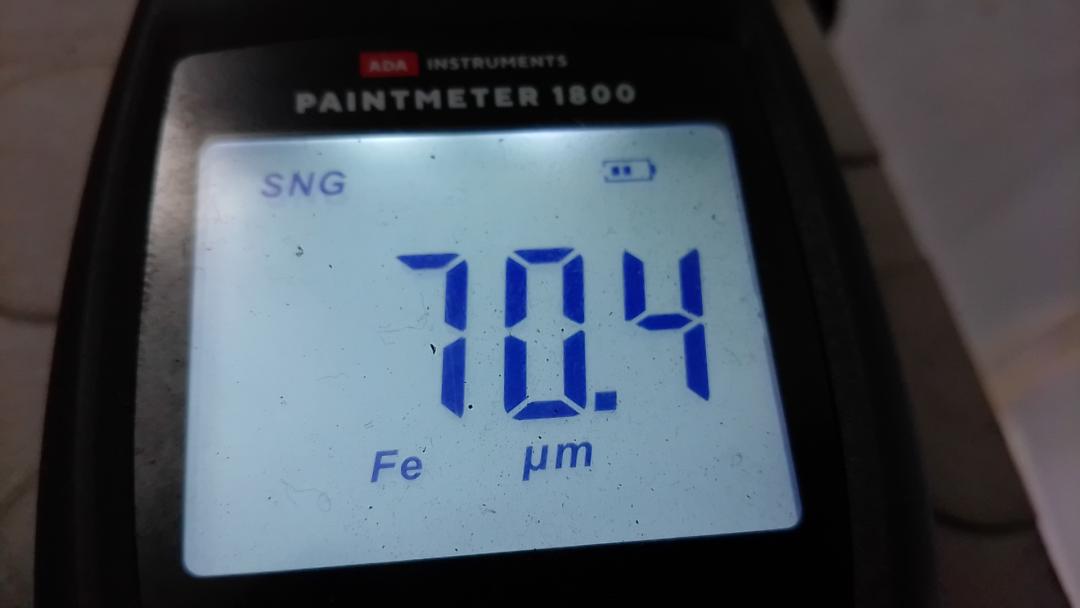 ADA INSTRUMENTS
PAINTMETER 1800
SNG
70.4
Fe µm